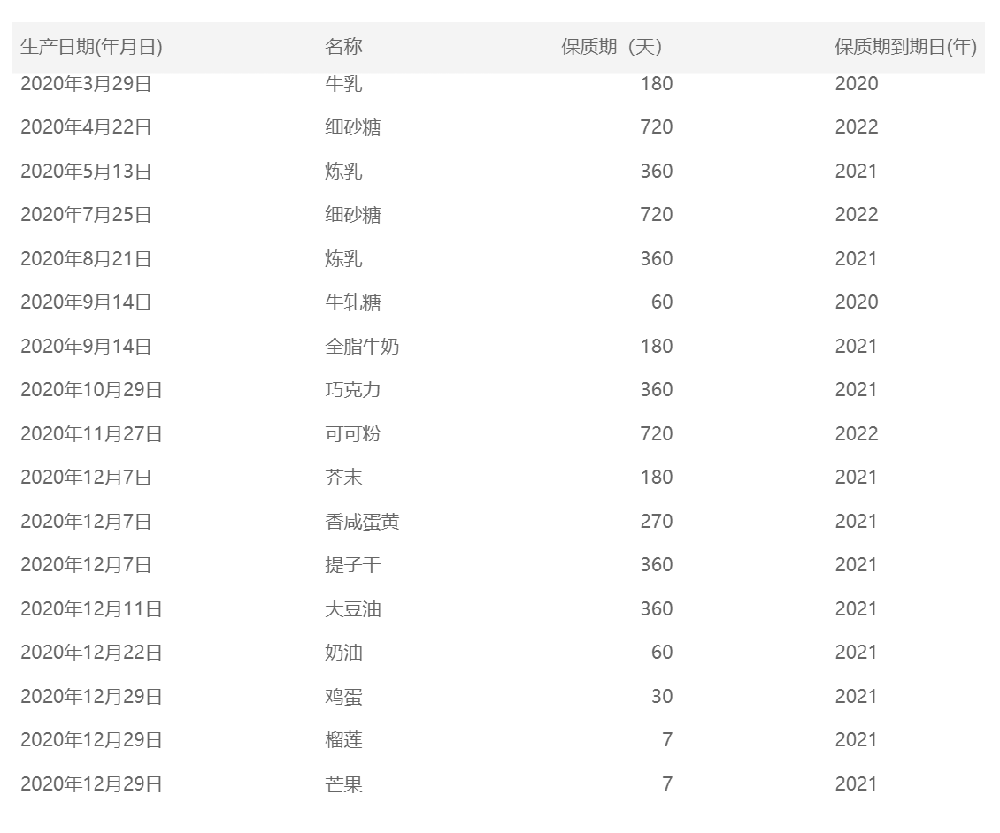 生产日期(年月日) 名称 保质期（天） 保质期到期日(年)
2020年3月29日 牛乳 180 2020
2020年4月22日 细砂糖 720 2022
2020年5月13日 炼乳 360 2021
2020年7月25日 细砂糖 720 2022
2020年8月21日 炼乳 360 2021
2020年9月14日 牛轧糖 60 2020
2020年9月14日 全脂牛奶 180 2021
2020年10月29日 巧克力 360 2021
2020年11月27日 可可粉 720 2022
2020年12月7日 芥末 180 2021
2020年12月7日 香咸蛋黄 270 2021
2020年12月7日 提子干 360 2021
2020年12月11日 大豆油 360 2021
2020年12月22日 奶油 60 2021
2020年12月29日 鸡蛋 30 2021
2020年12月29日 榴莲 7 2021
2020年12月29日 芒果 7 2021